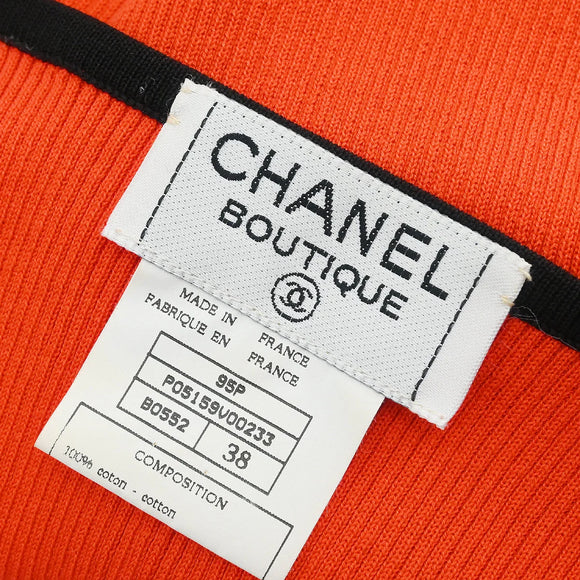 CHANEL
BOUTIQUE
MADE IN FRANCE
FABRIQUE EN FRANCE
95P
P05159V00233
B0552 38
COMPOSITION
100% coton - cotton